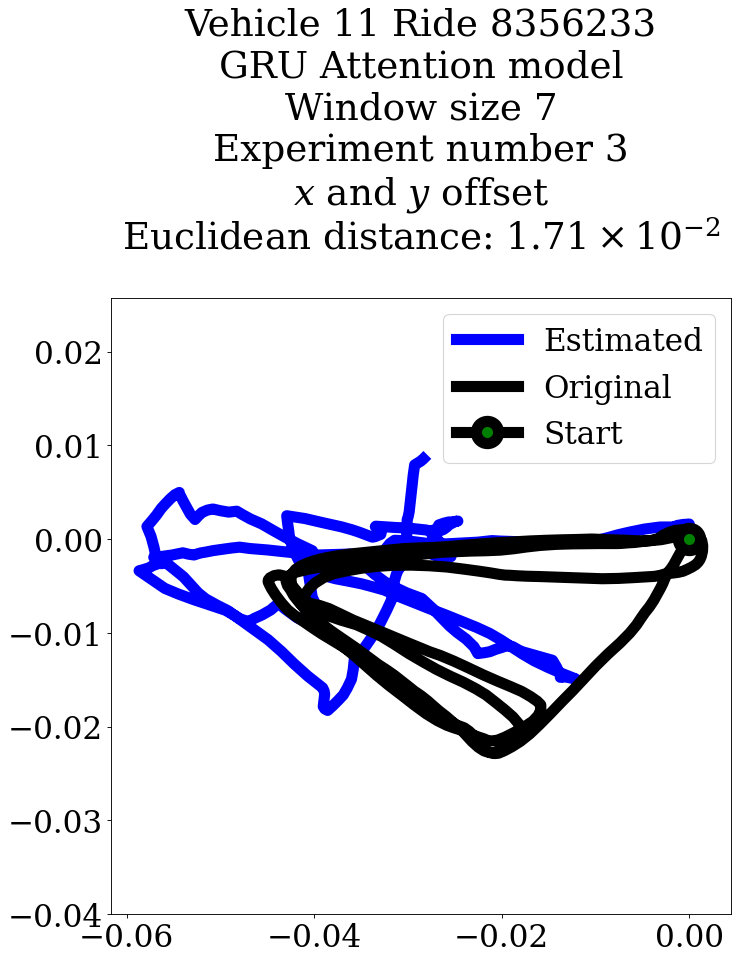 Vehicle 11 Ride 8356233
GRU Attention model
Window size 7
Experiment number 3
x and y offset
Euclidean distance: 1.71 × 10⁻²
Estimated
Original
Start
0.02
0.01
0.00
−0.01
−0.02
−0.03
−0.04
−0.06
−0.04
−0.02
0.00